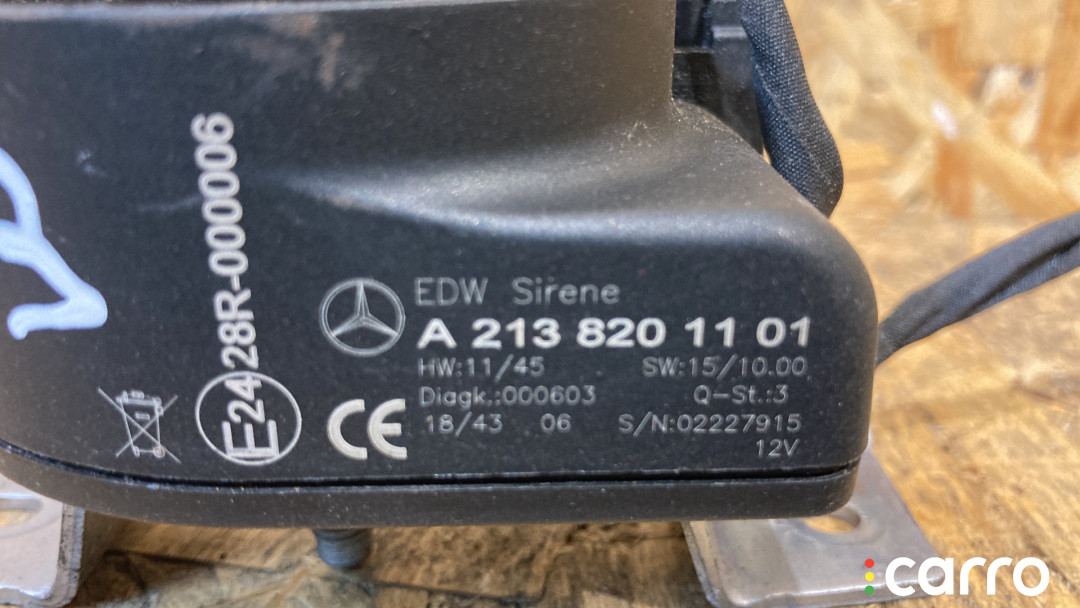 28R-000006
E24
EDW Sirene
A 213 820 11 01
HW:11/45 SW:15/10.00
Diagk.:000603 Q-St.:3
18/43 06 S/N:02227915
12V
CE
carro